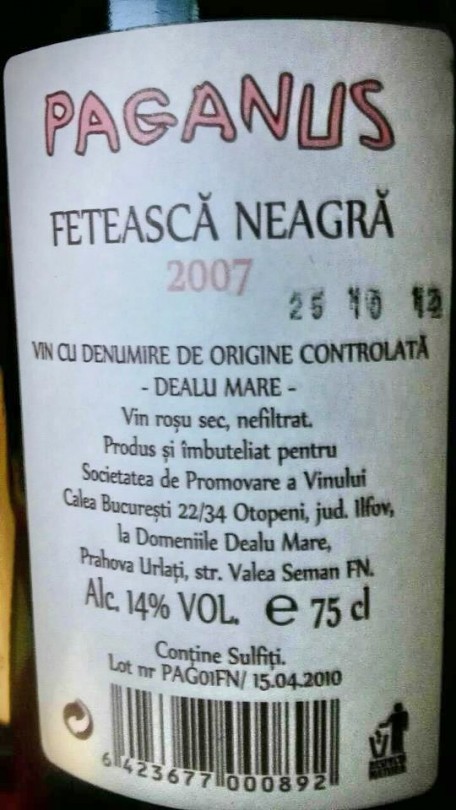 PAGANUS
FETEASCĂ NEAGRĂ
2007
25 10 12
VIN CU DENUMIRE DE ORIGINE CONTROLATĂ
- DEALU MARE -
Vin roșu sec, nefiltrat.
Produs și îmbuteliat pentru
Societatea de Promovare a Vinului
Calea București 22/34 Otopeni, jud. Ilfov,
la Domeniile Dealu Mare,
Prahova Urlați, str. Valea Seman FN.
Alc. 14% VOL. e 75 cl
Conține Sulfiți.
Lot nr PAG01FN/ 15.04.2010
6 423677 000892